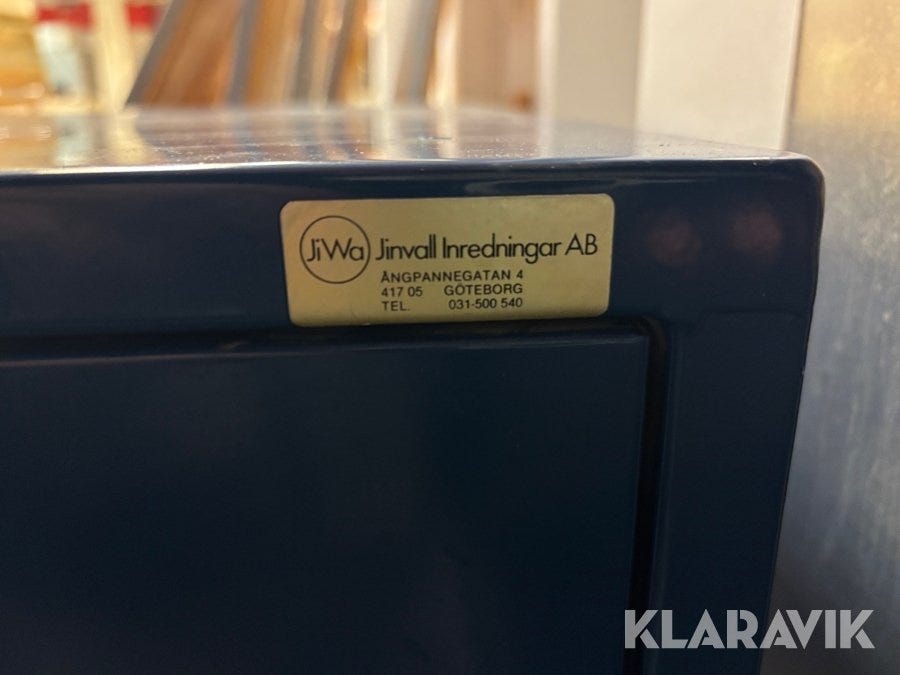 JiWa Jinvall Inredningar AB
ÅNGPANNEGATAN 4
417 05 GÖTEBORG
TEL. 031-500 540
KLARAVIK